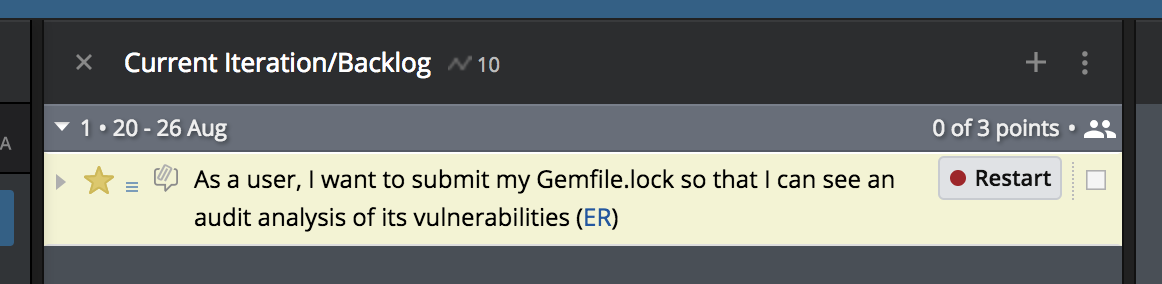 Current Iteration/Backlog 10
1 • 20 - 26 Aug 0 of 3 points •
A
As a user, I want to submit my Gemfile.lock so that I can see an Restart
audit analysis of its vulnerabilities (ER)